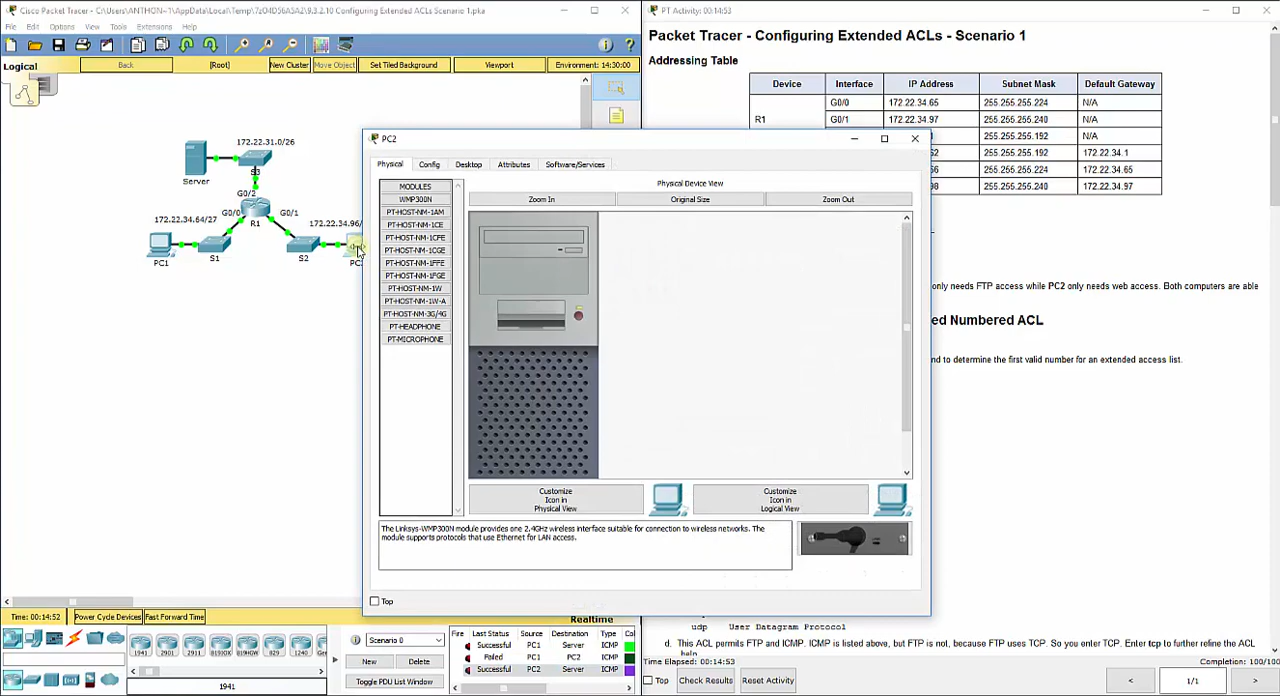 Cisco Packet Tracer - C:\Users\ANTHON~1\AppData\Local\Temp\7zO4D56A5A2\9.3.2.10 Configuring Extended ACLs Scenario 1.pka
File Edit Options View Tools Extensions Help
Logical Back [Root] New Cluster Move Object Set Tiled Background Viewport Environment: 14:30:00
172.22.31.0/26
Server
S3
G0/2
172.22.34.64/27 G0/0 G0/1 172.22.34.96/
R1
PC1 S1 S2 PC
PC2
Physical Config Desktop Attributes Software/Services
MODULES
WMP300N
PT-HOST-NM-1AM
PT-HOST-NM-1CE
PT-HOST-NM-1CFE
PT-HOST-NM-1CGE
PT-HOST-NM-1FFE
PT-HOST-NM-1FGE
PT-HOST-NM-1W
PT-HOST-NM-1W-A
PT-HOST-NM-3G/4G
PT-HEADPHONE
PT-MICROPHONE
Physical Device View
Zoom In Original Size Zoom Out
Customize
Icon in
Physical View
Customize
Icon in
Logical View
The Linksys-WMP300N module provides one 2.4GHz wireless interface suitable for connection to wireless networks. The
module supports protocols that use Ethernet for LAN access.
Top
Time: 00:14:52 Power Cycle Devices Fast Forward Time Realtime
1941 2901 2911 819IOX 819HGW 829 1240
1941
Scenario 0
New Delete
Toggle PDU List Window
Fire Last Status Source Destination Type Col
Successful PC1 Server ICMP
Failed PC1 PC2 ICMP
Successful PC2 Server ICMP
PT Activity: 00:14:53
Packet Tracer - Configuring Extended ACLs - Scenario 1
Addressing Table
Device Interface IP Address Subnet Mask Default Gateway
R1
G0/0 172.22.34.65 255.255.255.224 N/A
G0/1 172.22.34.97 255.255.255.240 N/A
255.255.255.192 N/A
62 255.255.255.192 172.22.34.1
66 255.255.255.224 172.22.34.65
98 255.255.255.240 172.22.34.97
only needs FTP access while PC2 only needs web access. Both computers are able
ed Numbered ACL
nd to determine the first valid number for an extended access list.
udp User Datagram Protocol
d. This ACL permits FTP and ICMP. ICMP is listed above, but FTP is not, because FTP uses TCP. So you enter TCP. Enter tcp to further refine the ACL
help.
Time Elapsed: 00:14:53 Completion: 100/100
Top Check Results Reset Activity < 1/1 >